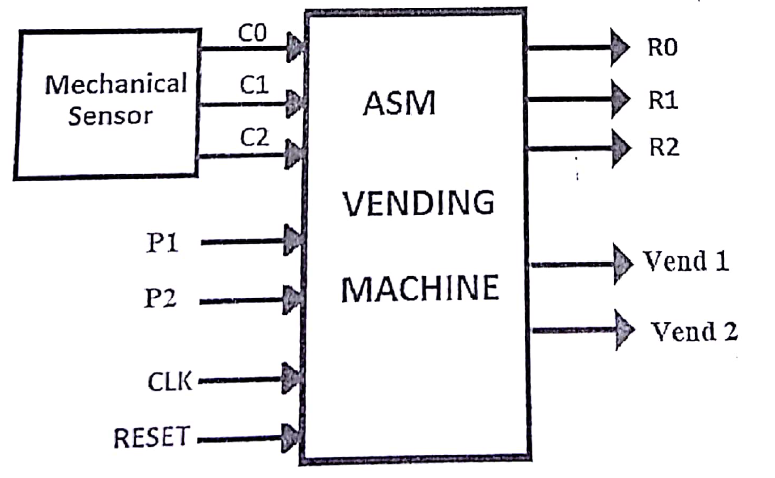 Mechanical
Sensor
C0
C1
C2
P1
P2
CLK
RESET
ASM
VENDING
MACHINE
R0
R1
R2
Vend 1
Vend 2